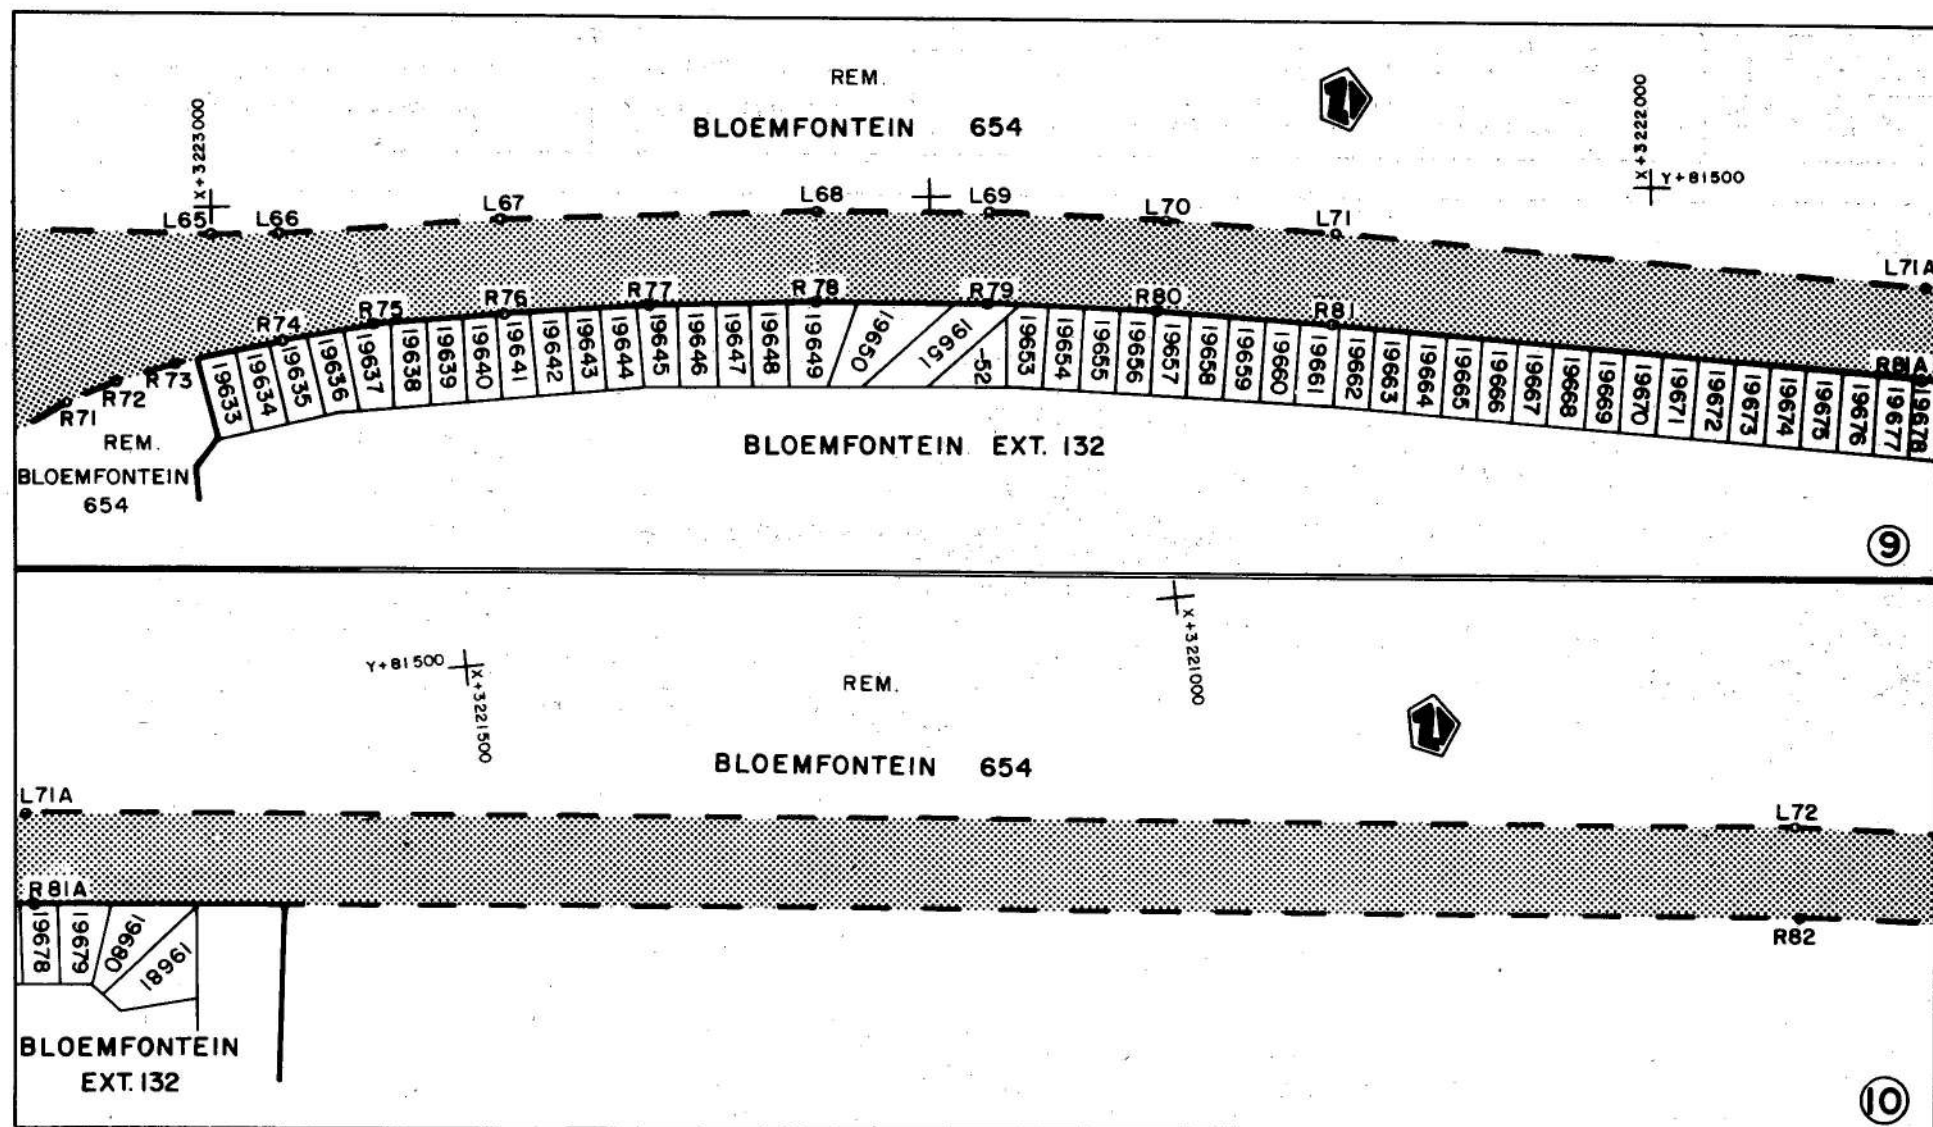 REM.
BLOEMFONTEIN 654
X+3223000
X+3222000
Y+81500
L65
L66
L67
L68
L69
L70
L71
L71A
R71
R72
R73
R74
R75
R76
R77
R78
R79
R80
R81
R81A
19633
19634
19635
19636
19637
19638
19639
19640
19641
19642
19643
19644
19645
19646
19647
19648
19649
19650
19651
-52
19653
19654
19655
19656
19657
19658
19659
19660
19661
19662
19663
19664
19665
19666
19667
19668
19669
19670
19671
19672
19673
19674
19675
19676
19677
19678
REM.
BLOEMFONTEIN
654
BLOEMFONTEIN EXT. 132
9
Y+81500
X+3221500
X+3221000
REM.
BLOEMFONTEIN 654
L71A
L72
R81A
R82
19678
19679
19680
19681
BLOEMFONTEIN
EXT. 132
10